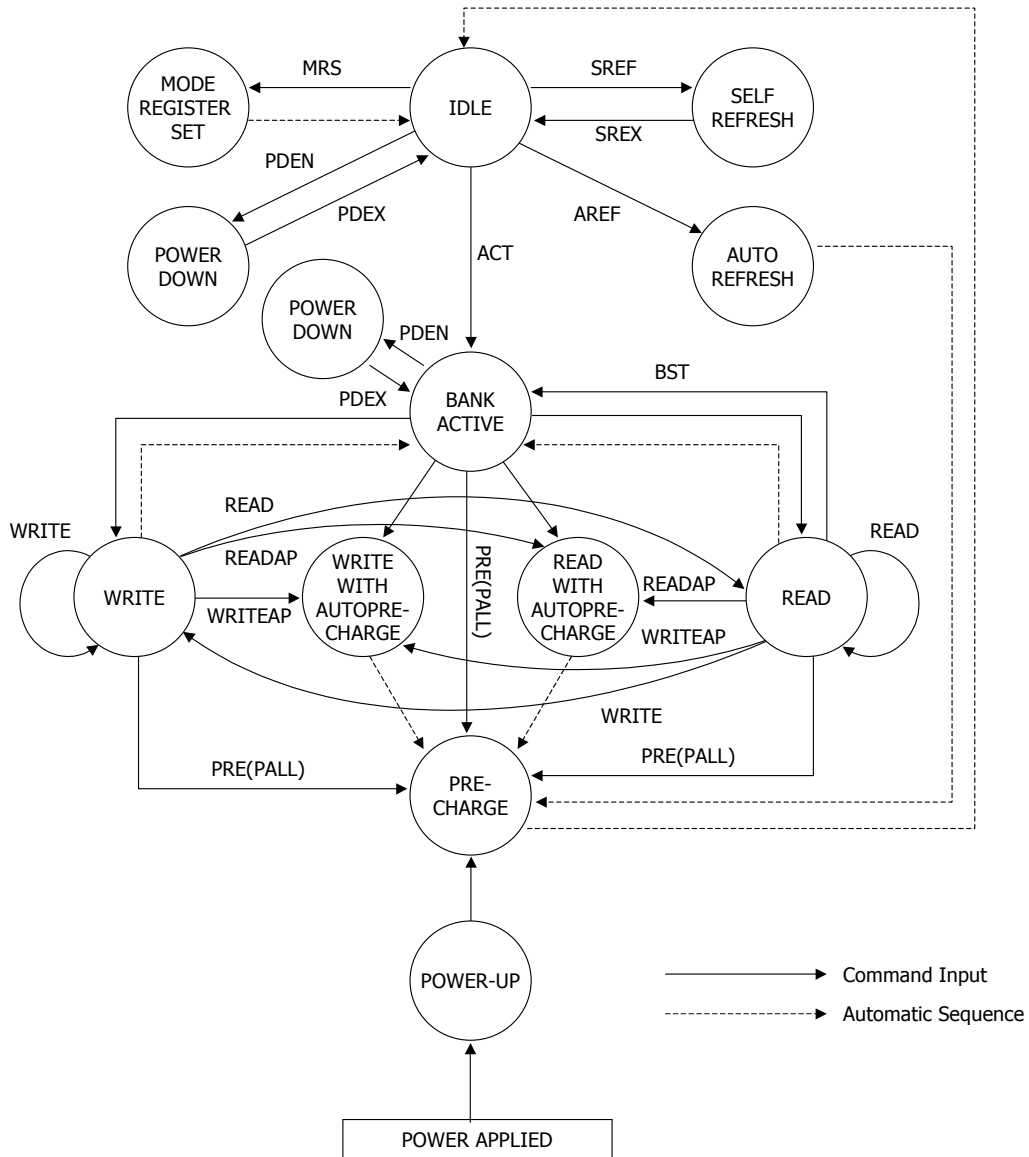 MRS
SREF
MODE
REGISTER
SET
IDLE
SELF
REFRESH
SREX
PDEN
PDEX
AREF
POWER
DOWN
ACT
AUTO
REFRESH
POWER
DOWN
PDEN
PDEX
BANK
ACTIVE
BST
WRITE
READ
READ
READAP
WRITE
WRITEAP
WRITE
WITH
AUTOPRE-
CHARGE
PRE(PALL)
READ
WITH
AUTOPRE-
CHARGE
READAP
WRITEAP
READ
WRITE
PRE(PALL)
PRE(PALL)
PRE-
CHARGE
POWER-UP
Command Input
Automatic Sequence
POWER APPLIED